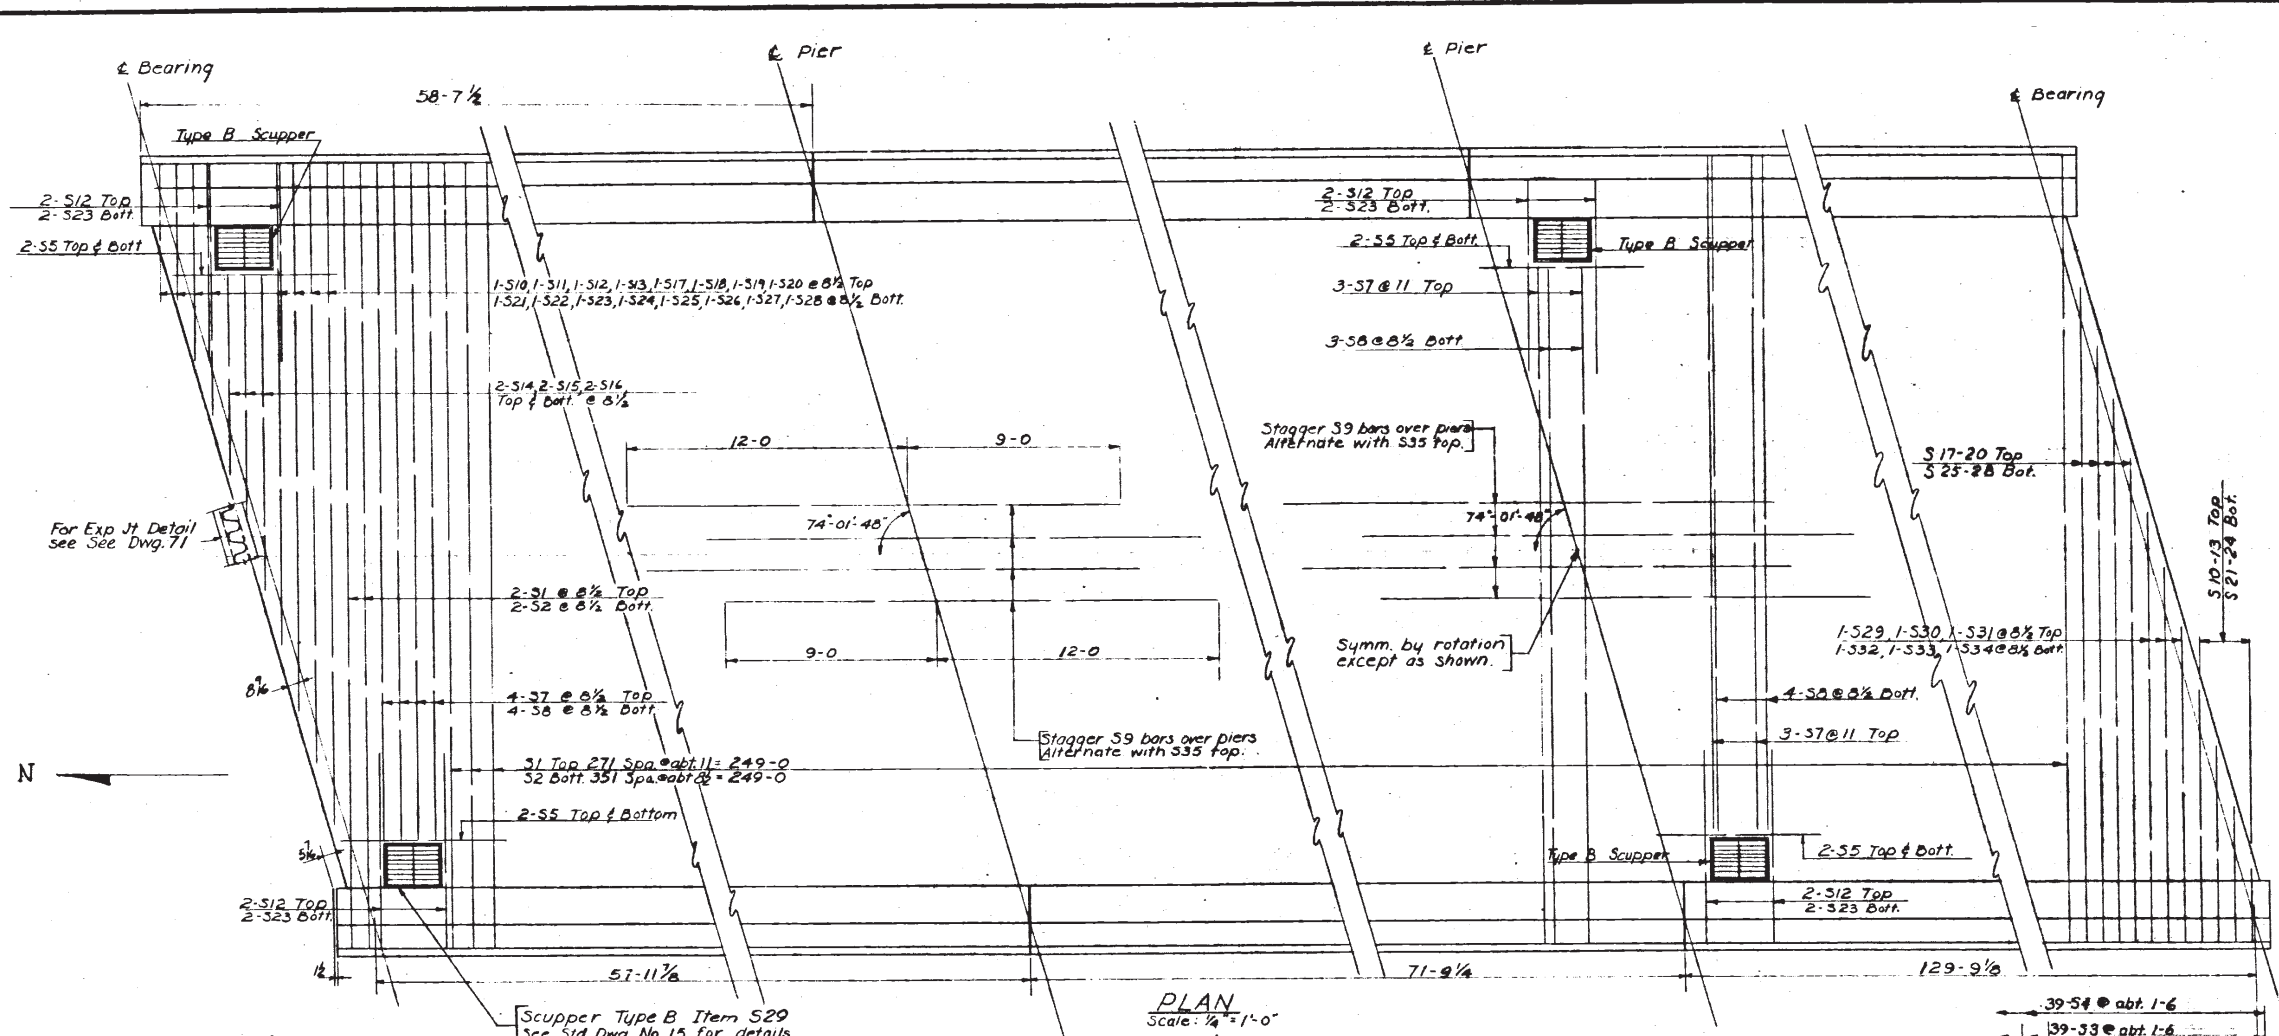 ℄ Bearing
℄ Pier
℄ Pier
℄ Bearing
58-7½
Type B Scupper
2-S12 Top
2-S23 Bott.
2-S5 Top & Bott
1-S10, 1-S11, 1-S12, 1-S13, 1-S17, 1-S18, 1-S19, 1-S20 @ 8½ Top
1-S21, 1-S22, 1-S23, 1-S24, 1-S25, 1-S26, 1-S27, 1-S28 @ 8½ Bott.
2-S14, 2-S15, 2-S16
Top & Bott. @ 8½
2-S12 Top
2-S23 Bott.
2-S5 Top & Bott.
Type B Scupper
3-S7 @ 11 Top
3-S8 @ 8½ Bott
12-0
9-0
Stagger S9 bars over piers
Alternate with S35 top.
S 17-20 Top
S 25-28 Bot.
S 10-13 Top
S 21-24 Bot.
For Exp Jt Detail
see See Dwg. 71
74°-01'-48"
74°-01'-48"
2-S1 @ 8½ Top
2-S2 @ 8½ Bott.
9-0
12-0
Symm. by rotation
except as shown.
1-S29, 1-S30, 1-S31 @ 8½ Top
1-S32, 1-S33, 1-S34 @ 8½ Bott.
8 9/16
4-S7 @ 8½ Top
4-S8 @ 8½ Bott.
4-S8 @ 8½ Bott.
3-S7 @ 11 Top
Stagger S9 bars over piers
Alternate with S35 top.
N
S1 Top 271 Spa. @ abt. 11 = 249-0
S2 Bott. 351 Spa. @ abt 8½ = 249-0
2-S5 Top & Bottom
Type B Scupper
2-S5 Top & Bott.
2-S12 Top
2-S23 Bott.
2-S12 Top
2-S23 Bott.
1½
57-11⅞
71-9¼
129-9⅛
Scupper Type B Item S29
See Std Dwg No. 15 for details
PLAN
Scale: ¼" = 1'-0"
39-S4 @ abt. 1-6
39-S3 @ abt. 1-6